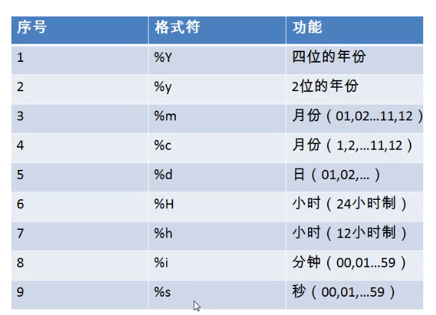 序号 格式符 功能
1 %Y 四位的年份
2 %y 2位的年份
3 %m 月份（01,02…11,12）
4 %c 月份（1,2,…11,12）
5 %d 日（01,02,…）
6 %H 小时（24小时制）
7 %h 小时（12小时制）
8 %i 分钟（00,01…59）
9 %s 秒（00,01,…59）